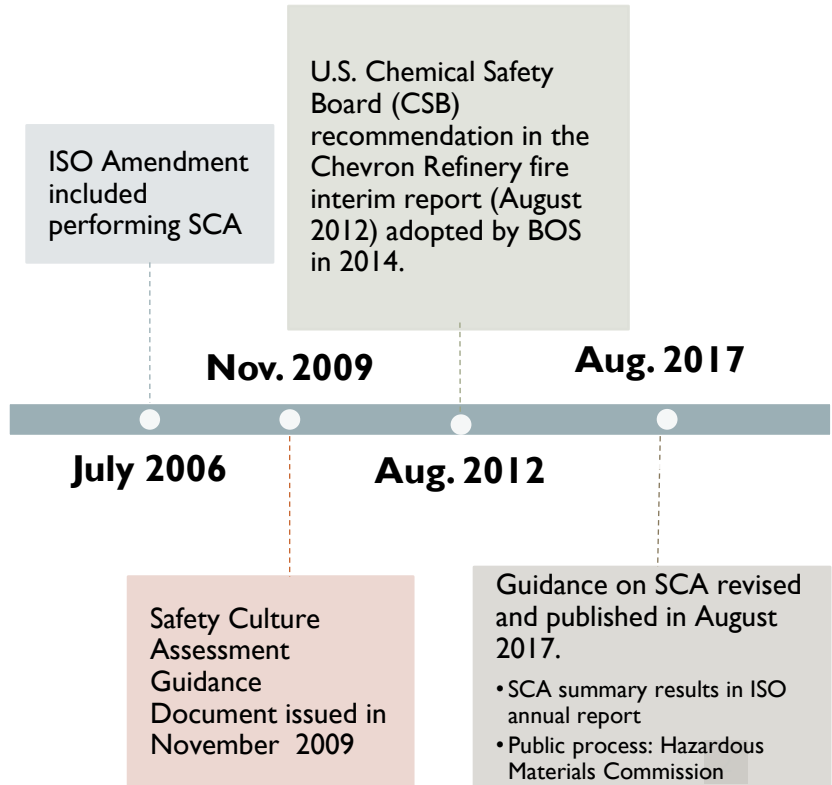 U.S. Chemical Safety
Board (CSB)
recommendation in the
Chevron Refinery fire
interim report (August
2012) adopted by BOS
in 2014.
ISO Amendment
included
performing SCA
Nov. 2009
Aug. 2017
July 2006
Aug. 2012
Safety Culture
Assessment
Guidance
Document issued in
November 2009
Guidance on SCA revised
and published in August
2017.
• SCA summary results in ISO
annual report
• Public process: Hazardous
Materials Commission